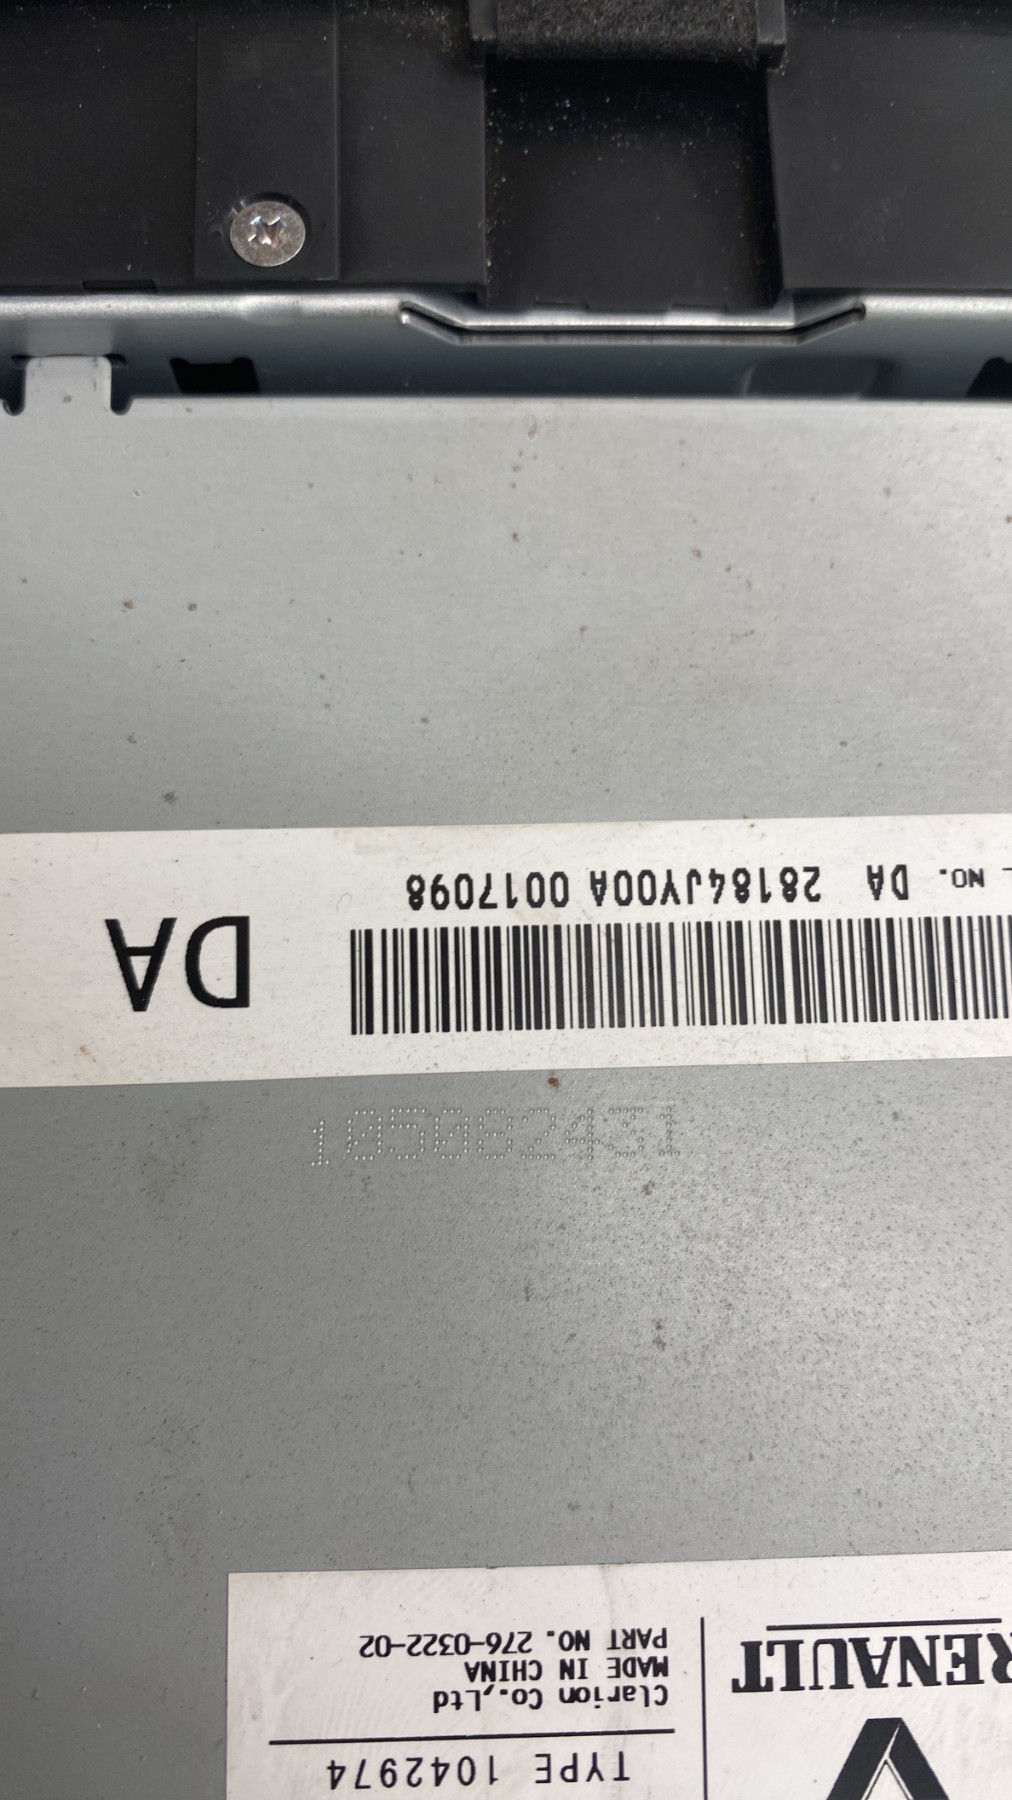 TYPE 1042974
Clarion Co.,Ltd
MADE IN CHINA
PART NO. 276-0322-02
RENAULT
105082431
NO. DA 28184JY00A 0017098
DA